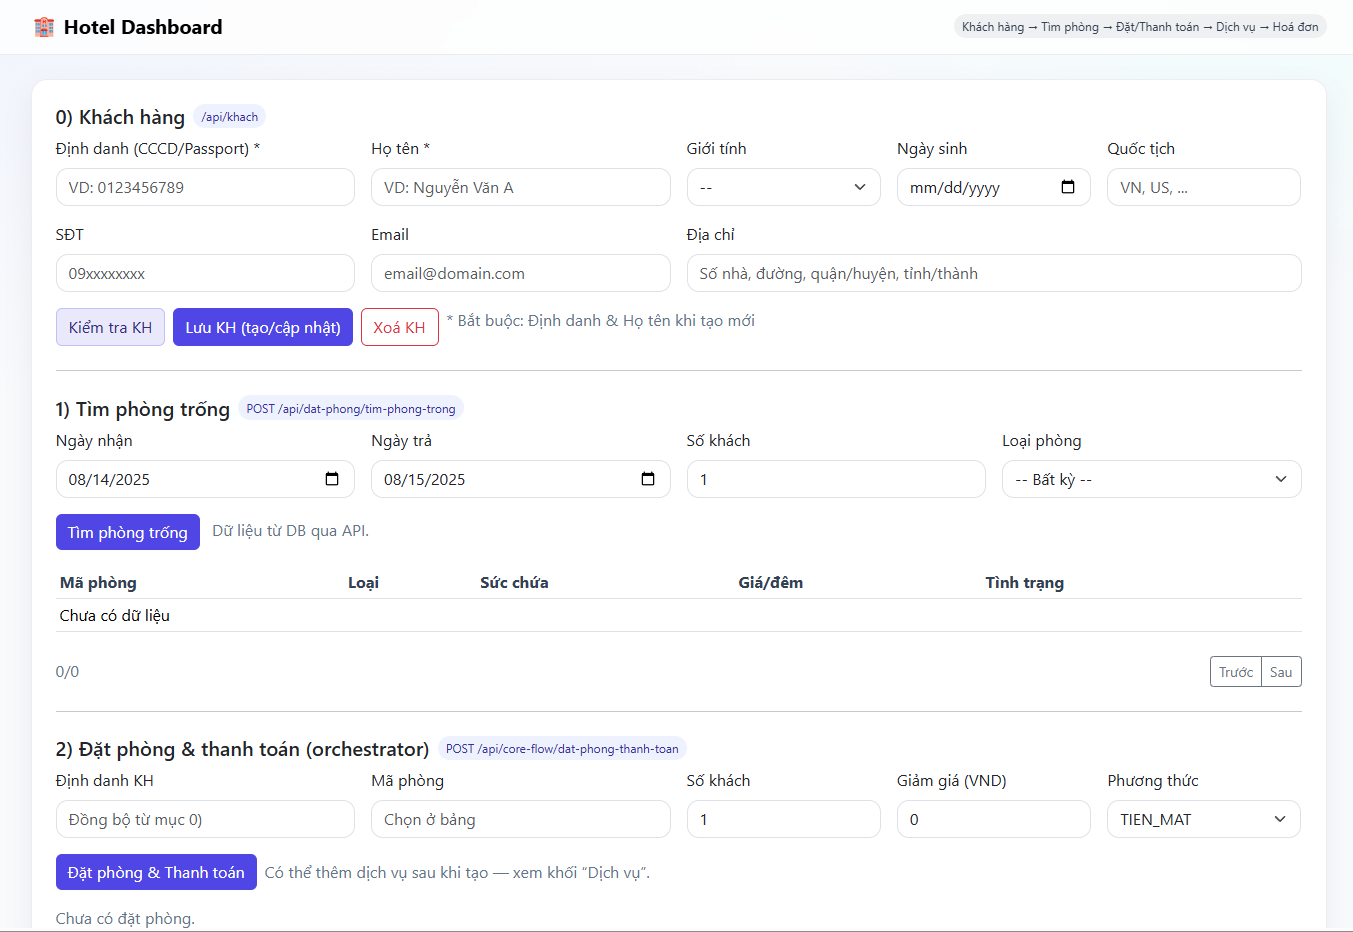 Hotel Dashboard
Khách hàng → Tìm phòng → Đặt/Thanh toán → Dịch vụ → Hoá đơn
0) Khách hàng /api/khach
Định danh (CCCD/Passport) * Họ tên * Giới tính Ngày sinh Quốc tịch
VD: 0123456789 VD: Nguyễn Văn A -- mm/dd/yyyy VN, US, ...
SĐT Email Địa chỉ
09xxxxxxxx email@domain.com Số nhà, đường, quận/huyện, tỉnh/thành
Kiểm tra KH Lưu KH (tạo/cập nhật) Xoá KH * Bắt buộc: Định danh & Họ tên khi tạo mới
1) Tìm phòng trống POST /api/dat-phong/tim-phong-trong
Ngày nhận Ngày trả Số khách Loại phòng
08/14/2025 08/15/2025 1 -- Bất kỳ --
Tìm phòng trống Dữ liệu từ DB qua API.
Mã phòng Loại Sức chứa Giá/đêm Tình trạng
Chưa có dữ liệu
0/0 Trước Sau
2) Đặt phòng & thanh toán (orchestrator) POST /api/core-flow/dat-phong-thanh-toan
Định danh KH Mã phòng Số khách Giảm giá (VND) Phương thức
Đồng bộ từ mục 0) Chọn ở bảng 1 0 TIEN_MAT
Đặt phòng & Thanh toán Có thể thêm dịch vụ sau khi tạo — xem khối “Dịch vụ”.
Chưa có đặt phòng.